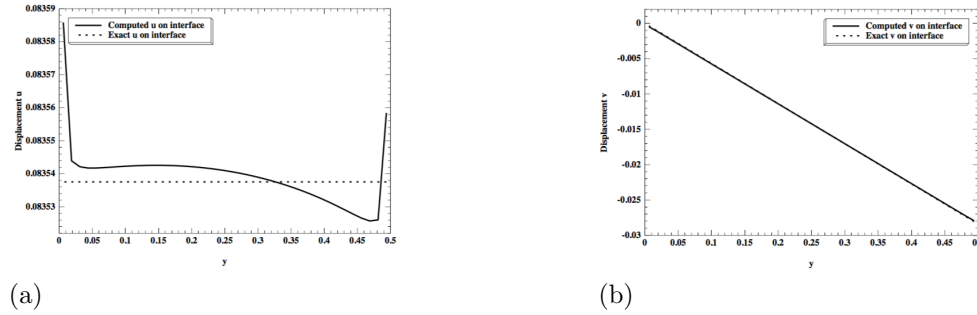 0.08359
0.08358
0.08357
0.08356
0.08355
0.08354
0.08353
Displacement u
Computed u on interface
Exact u on interface
0 0.05 0.1 0.15 0.2 0.25 0.3 0.35 0.4 0.45 0.5
y
(a)
0
-0.005
-0.01
-0.015
-0.02
-0.025
-0.03
Displacement v
Computed v on interface
Exact v on interface
0 0.05 0.1 0.15 0.2 0.25 0.3 0.35 0.4 0.45
y
(b)